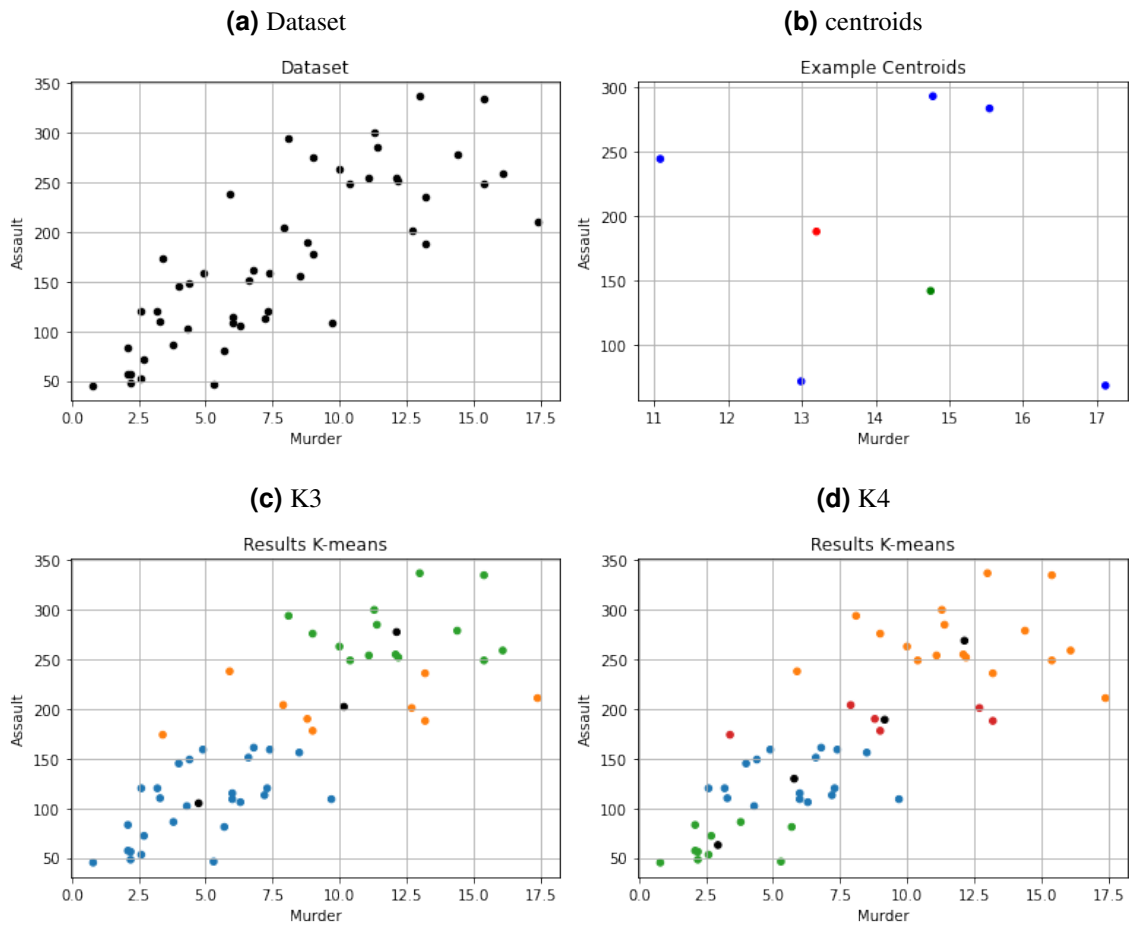 (a) Dataset
Dataset
350
300
250
200
150
100
50
Assault
0.0 2.5 5.0 7.5 10.0 12.5 15.0 17.5
Murder
(b) centroids
Example Centroids
300
250
200
150
100
Assault
11 12 13 14 15 16 17
Murder
(c) K3
Results K-means
350
300
250
200
150
100
50
Assault
0.0 2.5 5.0 7.5 10.0 12.5 15.0 17.5
Murder
(d) K4
Results K-means
350
300
250
200
150
100
50
Assault
0.0 2.5 5.0 7.5 10.0 12.5 15.0 17.5
Murder